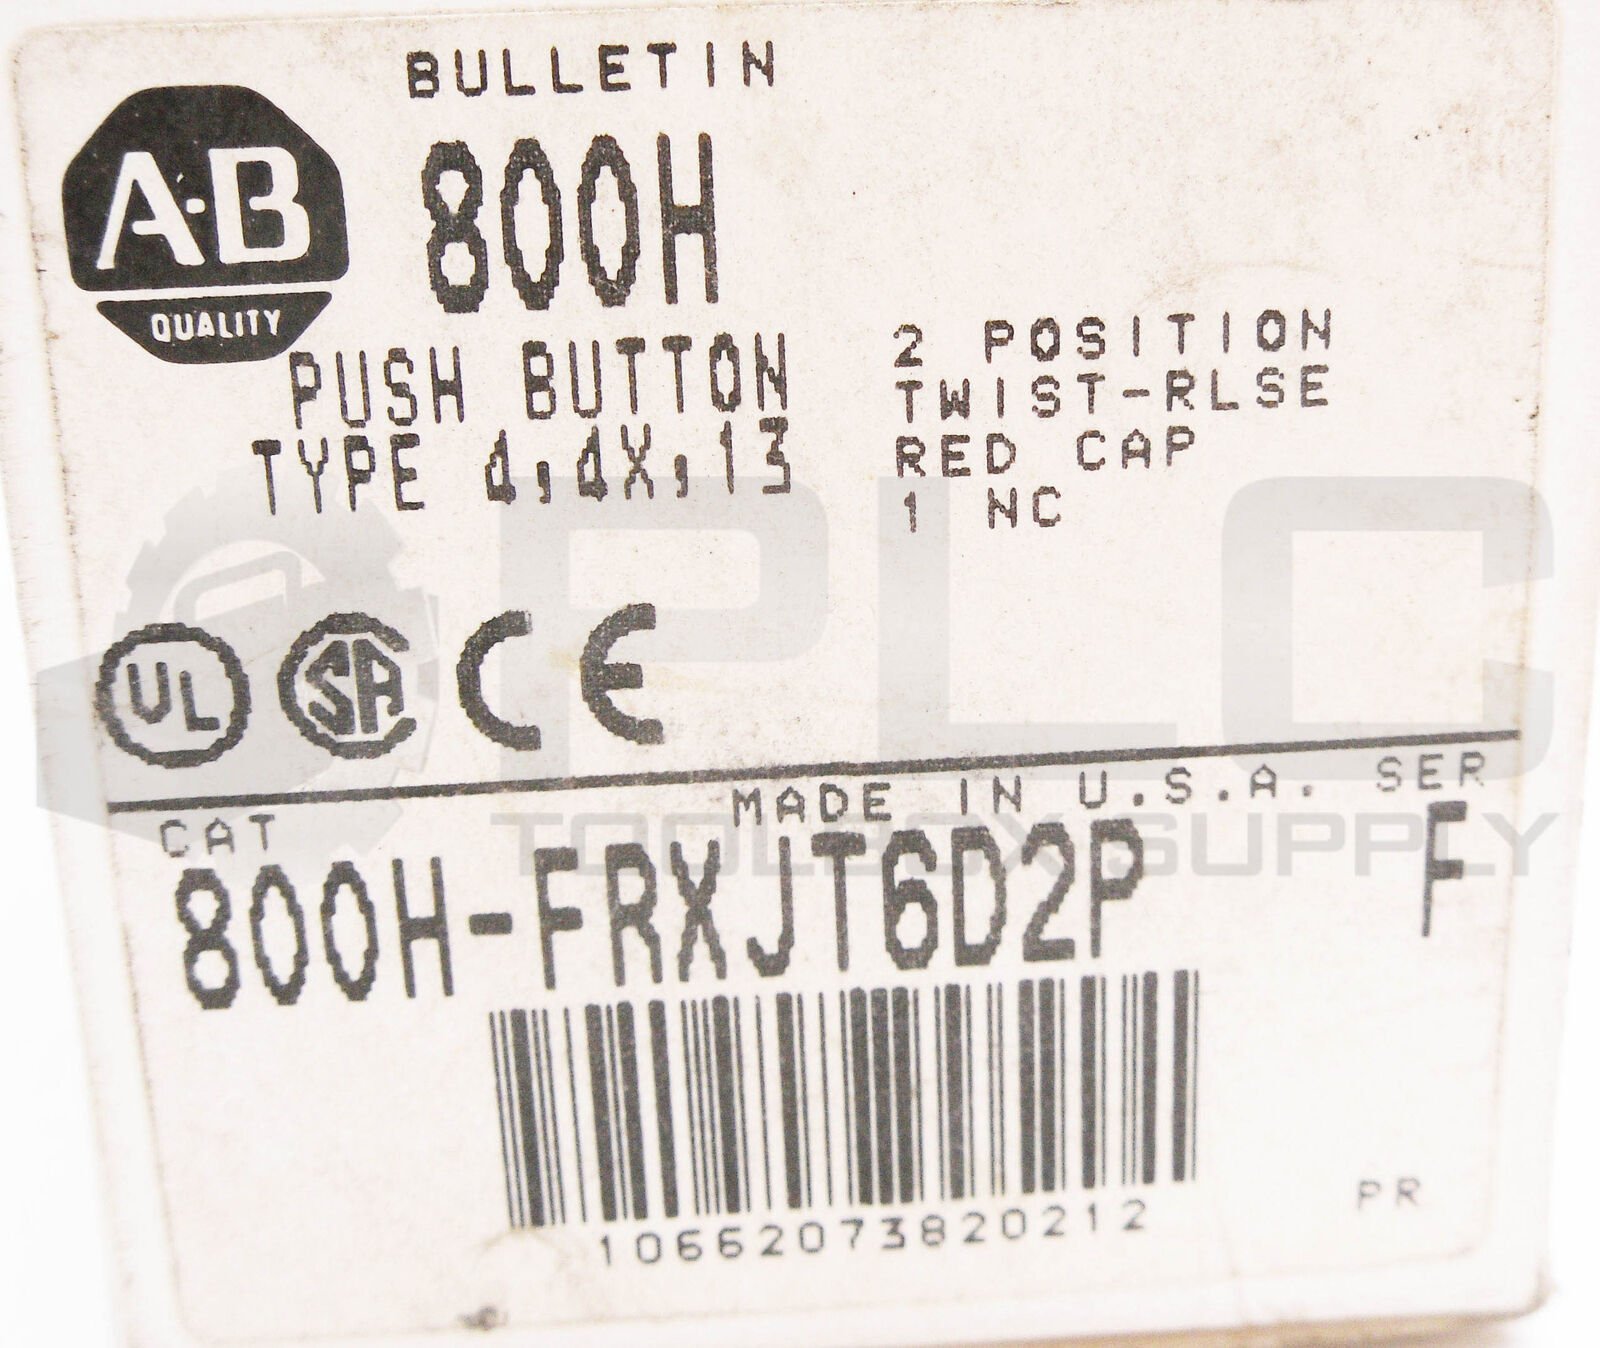 BULLETIN
A-B
QUALITY
800H
PUSH BUTTON
TYPE 4,4X,13
2 POSITION
TWIST-RLSE
RED CAP
1 NC
UL
SA
CE
PLC
TOOLBOX SUPPLY
MADE IN U.S.A. SER
CAT
800H-FRXJT6D2P F
10662073820212
PR